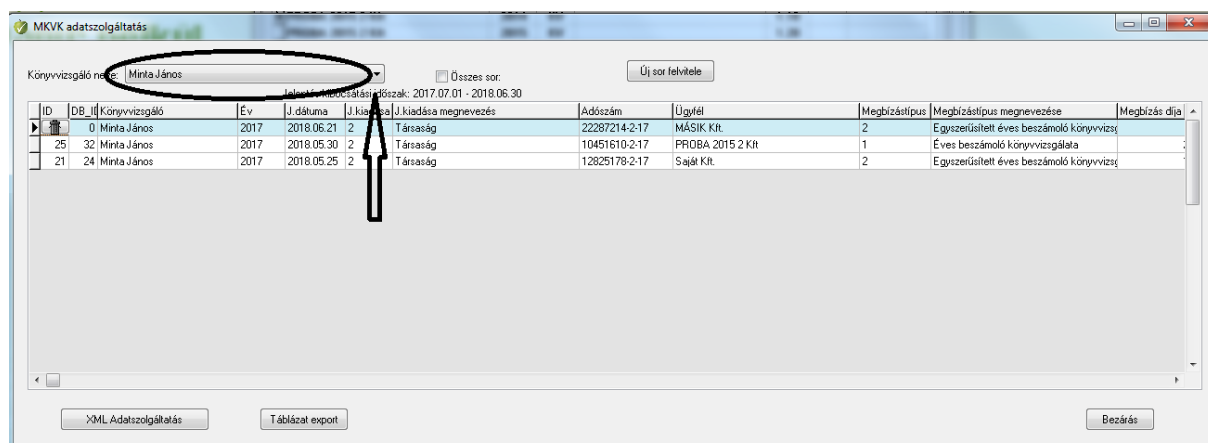 MKVK adatszolgáltatás
Könyvvizsgáló neve: Minta János Összes sor: Új sor felvitele
Jelentés kibocsátási időszak: 2017.07.01 - 2018.06.30
ID DB_ID Könyvvizsgáló Év J.dátuma J.kiadása J.kiadása megnevezés Adószám Ügyfél Megbízástípus Megbízástípus megnevezése Megbízás díja
0 Minta János 2017 2018.06.21 2 Társaság 22287214-2-17 MÁSIK Kft. 2 Egyszerűsített éves beszámoló könyvvizsg
25 32 Minta János 2017 2018.05.30 2 Társaság 10451610-2-17 PROBA 2015 2 Kft 1 Éves beszámoló könyvvizsgálata
21 24 Minta János 2017 2018.05.25 2 Társaság 12825178-2-17 Saját Kft. 2 Egyszerűsített éves beszámoló könyvvizsg
XML Adatszolgáltatás Táblázat export Bezárás